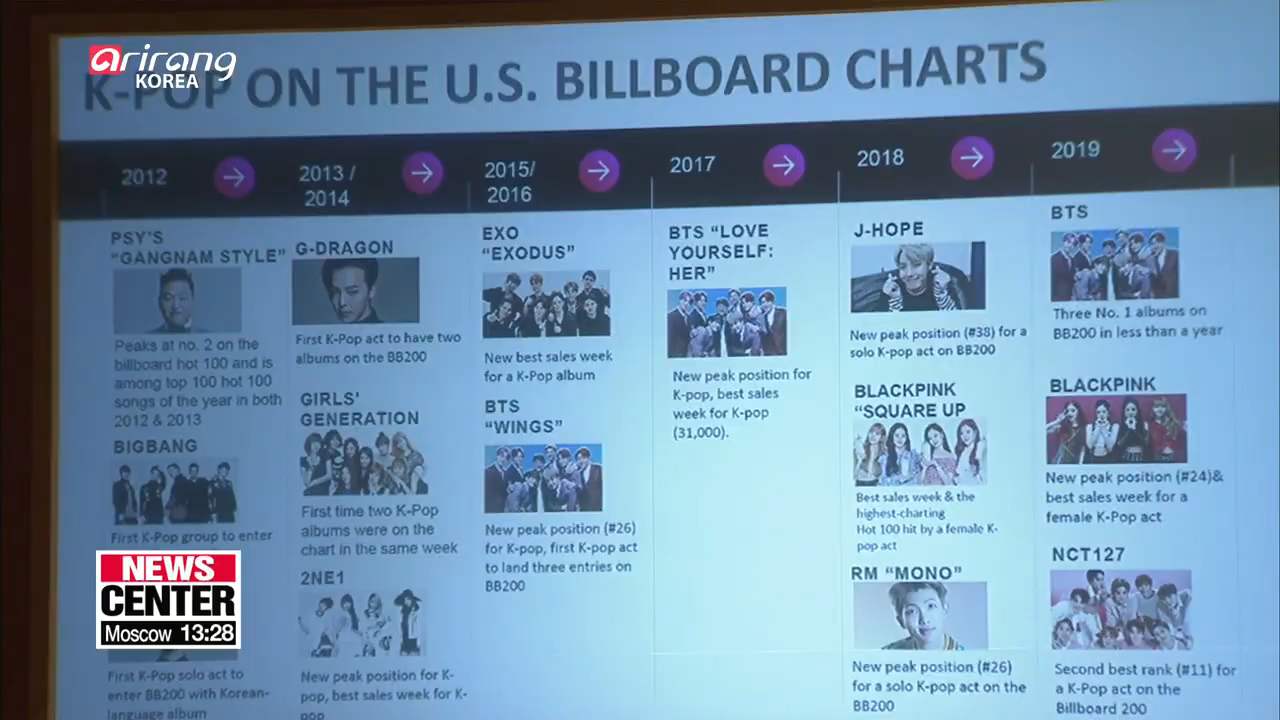 arirang
KOREA
K-POP ON THE U.S. BILLBOARD CHARTS
2012
PSY'S
“GANGNAM STYLE”
Peaks at no. 2 on the
billboard hot 100 and is
among top 100 hot 100
songs of the year in both
2012 & 2013
BIGBANG
First K-Pop group to enter
First K-Pop solo act to
enter BB200 with Korean-
language album
2013 /
2014
G-DRAGON
First K-Pop act to have two
albums on the BB200
GIRLS'
GENERATION
First time two K-Pop
albums were on the
chart in the same week
2NE1
New peak position for K-
pop, best sales week for K-
pop
2015/
2016
EXO
“EXODUS”
New best sales week
for a K-Pop album
BTS
“WINGS”
New peak position (#26)
for K-pop, first K-pop act
to land three entries on
BB200
2017
BTS “LOVE
YOURSELF:
HER”
New peak position for
K-pop, best sales
week for K-pop
(31,000).
2018
J-HOPE
New peak position (#38) for a
solo K-pop act on BB200
BLACKPINK
“SQUARE UP
Best sales week & the
highest-charting
Hot 100 hit by a female K-
pop act
RM “MONO”
New peak position (#26)
for a solo K-pop act on the
BB200
2019
BTS
Three No. 1 albums on
BB200 in less than a year
BLACKPINK
New peak position (#24)&
best sales week for a
female K-Pop act
NCT127
Second best rank (#11) for
a K-Pop act on the
Billboard 200
NEWS
CENTER
Moscow 13:28